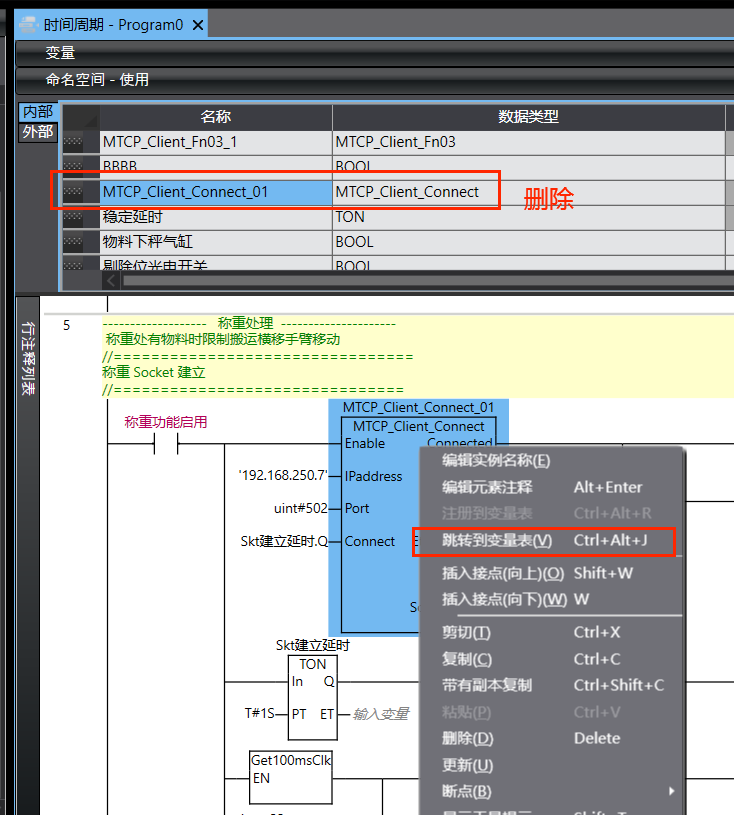 时间周期 - Program0 ×
变量
命名空间 - 使用
内部
外部
名称 数据类型
MTCP_Client_Fn03_1 MTCP_Client_Fn03
BBBB BOOL
MTCP_Client_Connect_01 MTCP_Client_Connect
删除
稳定延时 TON
物料下秤气缸 BOOL
剔除位光电开关 BOOL
行注释列表
5
------------------- 称重处理 ---------------------
称重处有物料时限制搬运横移手臂移动
//================================
称重 Socket 建立
//===============================
称重功能启用
MTCP_Client_Connect_01
MTCP_Client_Connect
Enable Connected
'192.168.250.7' IPaddress
uint#502 Port
Skt建立延时.Q Connect
Skt建立延时
TON
In Q
T#1S PT ET 输入变量
Get100msClk
EN
编辑实例名称(E)
编辑元素注释 Alt+Enter
注册到变量表 Ctrl+Alt+R
跳转到变量表(V) Ctrl+Alt+J
插入接点(向上)(O) Shift+W
插入接点(向下)(W) W
剪切(T) Ctrl+X
复制(C) Ctrl+C
带有副本复制 Ctrl+Shift+C
粘贴(P) Ctrl+V
删除(D) Delete
更新(U)
断点(B)